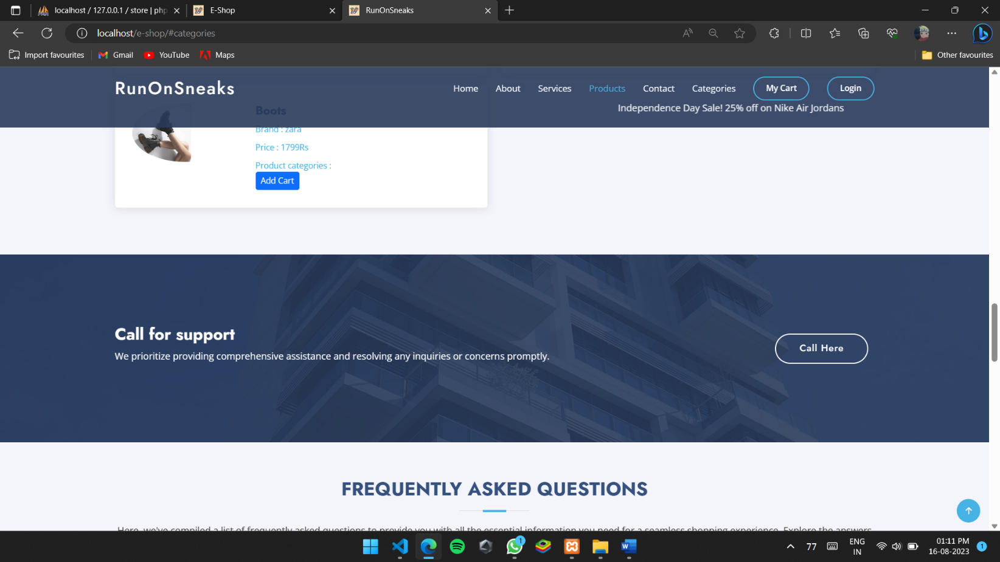 localhost / 127.0.0.1 / store | php
E-Shop
RunOnSneaks
localhost/e-shop/#categories
Import favourites
Gmail
YouTube
Maps
Other favourites
RunOnSneaks
Home
About
Services
Products
Contact
Categories
My Cart
Login
Independence Day Sale! 25% off on Nike Air Jordans
Boots
Brand : zara
Price : 1799Rs
Product categories :
Add Cart
Call for support
We prioritize providing comprehensive assistance and resolving any inquiries or concerns promptly.
Call Here
FREQUENTLY ASKED QUESTIONS
Here, we've compiled a list of frequently asked questions to provide you with all the essential information you need for a seamless shopping experience. Explore the answers
1
77
ENG
IN
01:11 PM
16-08-2023
1